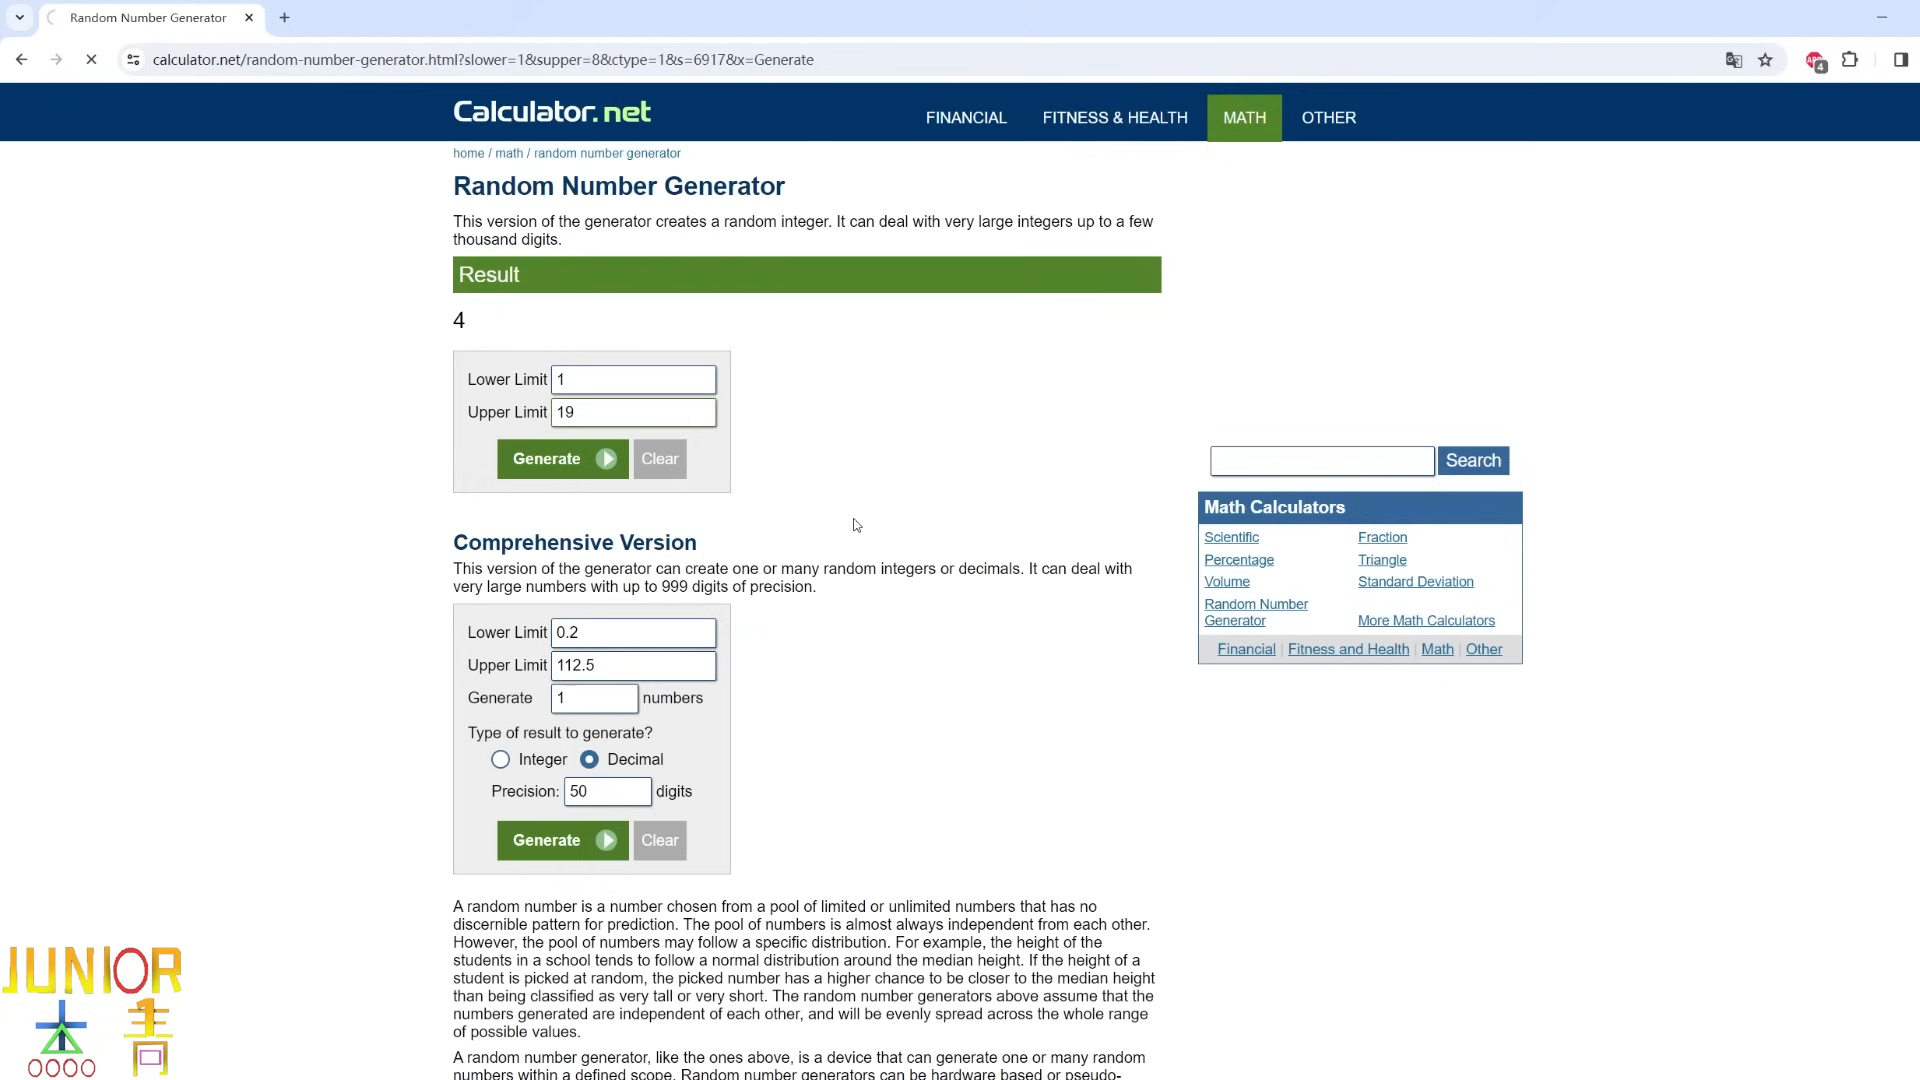 Random Number Generator
calculator.net/random-number-generator.html?slower=1&supper=8&ctype=1&s=6917&x=Generate
4
Calculator.net
FINANCIAL FITNESS & HEALTH MATH OTHER
home / math / random number generator
Random Number Generator
This version of the generator creates a random integer. It can deal with very large integers up to a few
thousand digits.
Result
4
Lower Limit 1
Upper Limit 19
Generate Clear
Search
Math Calculators
Scientific Fraction
Percentage Triangle
Volume Standard Deviation
Random Number
Generator More Math Calculators
Financial | Fitness and Health | Math | Other
Comprehensive Version
This version of the generator can create one or many random integers or decimals. It can deal with
very large numbers with up to 999 digits of precision.
Lower Limit 0.2
Upper Limit 112.5
Generate 1 numbers
Type of result to generate?
Integer Decimal
Precision: 50 digits
Generate Clear
A random number is a number chosen from a pool of limited or unlimited numbers that has no
discernible pattern for prediction. The pool of numbers is almost always independent from each other.
However, the pool of numbers may follow a specific distribution. For example, the height of the
students in a school tends to follow a normal distribution around the median height. If the height of a
student is picked at random, the picked number has a higher chance to be closer to the median height
than being classified as very tall or very short. The random number generators above assume that the
numbers generated are independent of each other, and will be evenly spread across the whole range
of possible values.
A random number generator, like the ones above, is a device that can generate one or many random
numbers within a defined scope. Random number generators can be hardware based or pseudo-
JUNIOR